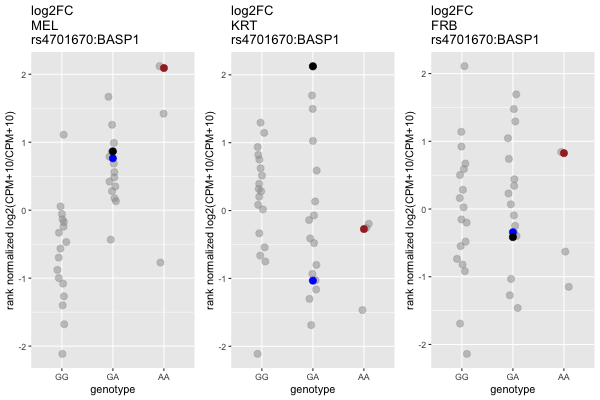 log2FC
MEL
rs4701670:BASP1
rank normalized log2(CPM+10/CPM+10)
2
1
0
-1
-2
GG GA AA
genotype
log2FC
KRT
rs4701670:BASP1
rank normalized log2(CPM+10/CPM+10)
2
1
0
-1
-2
GG GA AA
genotype
log2FC
FRB
rs4701670:BASP1
rank normalized log2(CPM+10/CPM+10)
2
1
0
-1
-2
GG GA AA
genotype